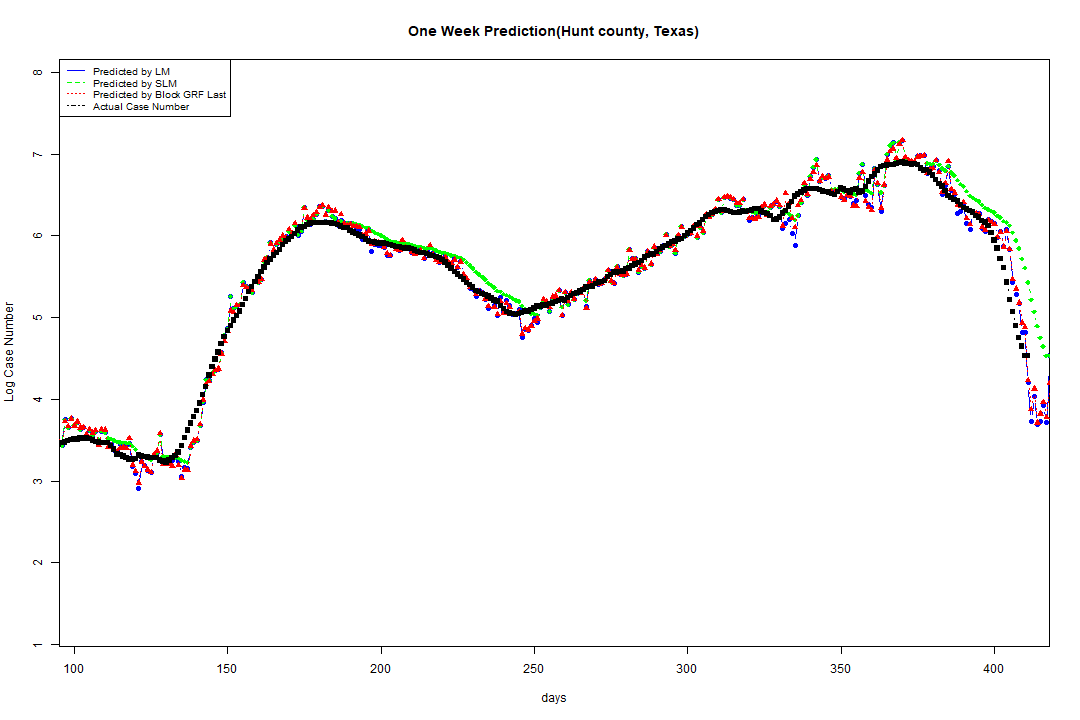 One Week Prediction(Hunt county, Texas)
Predicted by LM
Predicted by SLM
Predicted by Block GRF Last
Actual Case Number
8
7
6
5
4
3
2
1
Log Case Number
100 150 200 250 300 350 400
days